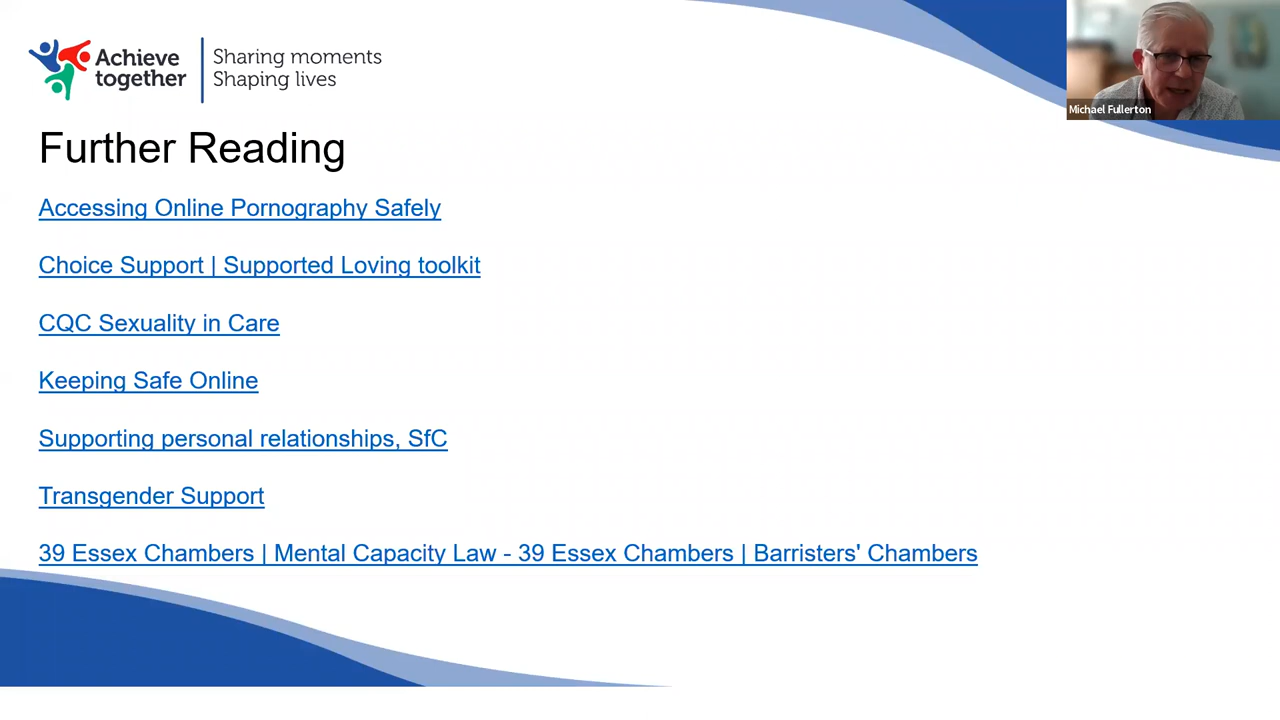 Achieve
together
Sharing moments
Shaping lives
Michael Fullerton
Further Reading
Accessing Online Pornography Safely
Choice Support | Supported Loving toolkit
CQC Sexuality in Care
Keeping Safe Online
Supporting personal relationships, SfC
Transgender Support
39 Essex Chambers | Mental Capacity Law - 39 Essex Chambers | Barristers' Chambers